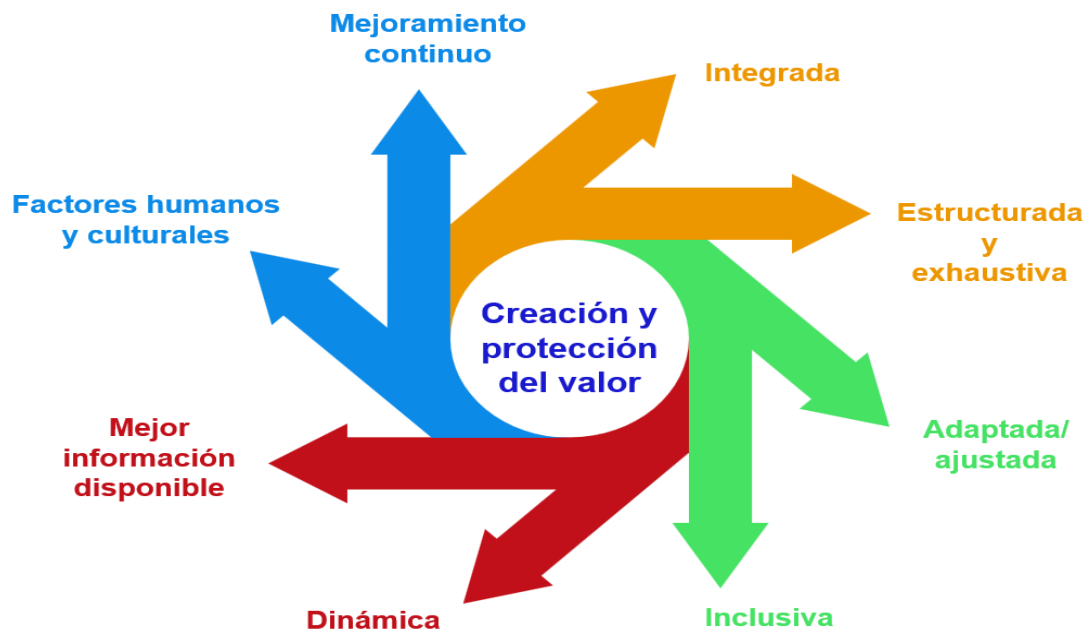 Mejoramiento
continuo
Integrada
Factores humanos
y culturales
Estructurada
y
exhaustiva
Creación y
protección
del valor
Mejor
información
disponible
Adaptada/
ajustada
Dinámica
Inclusiva